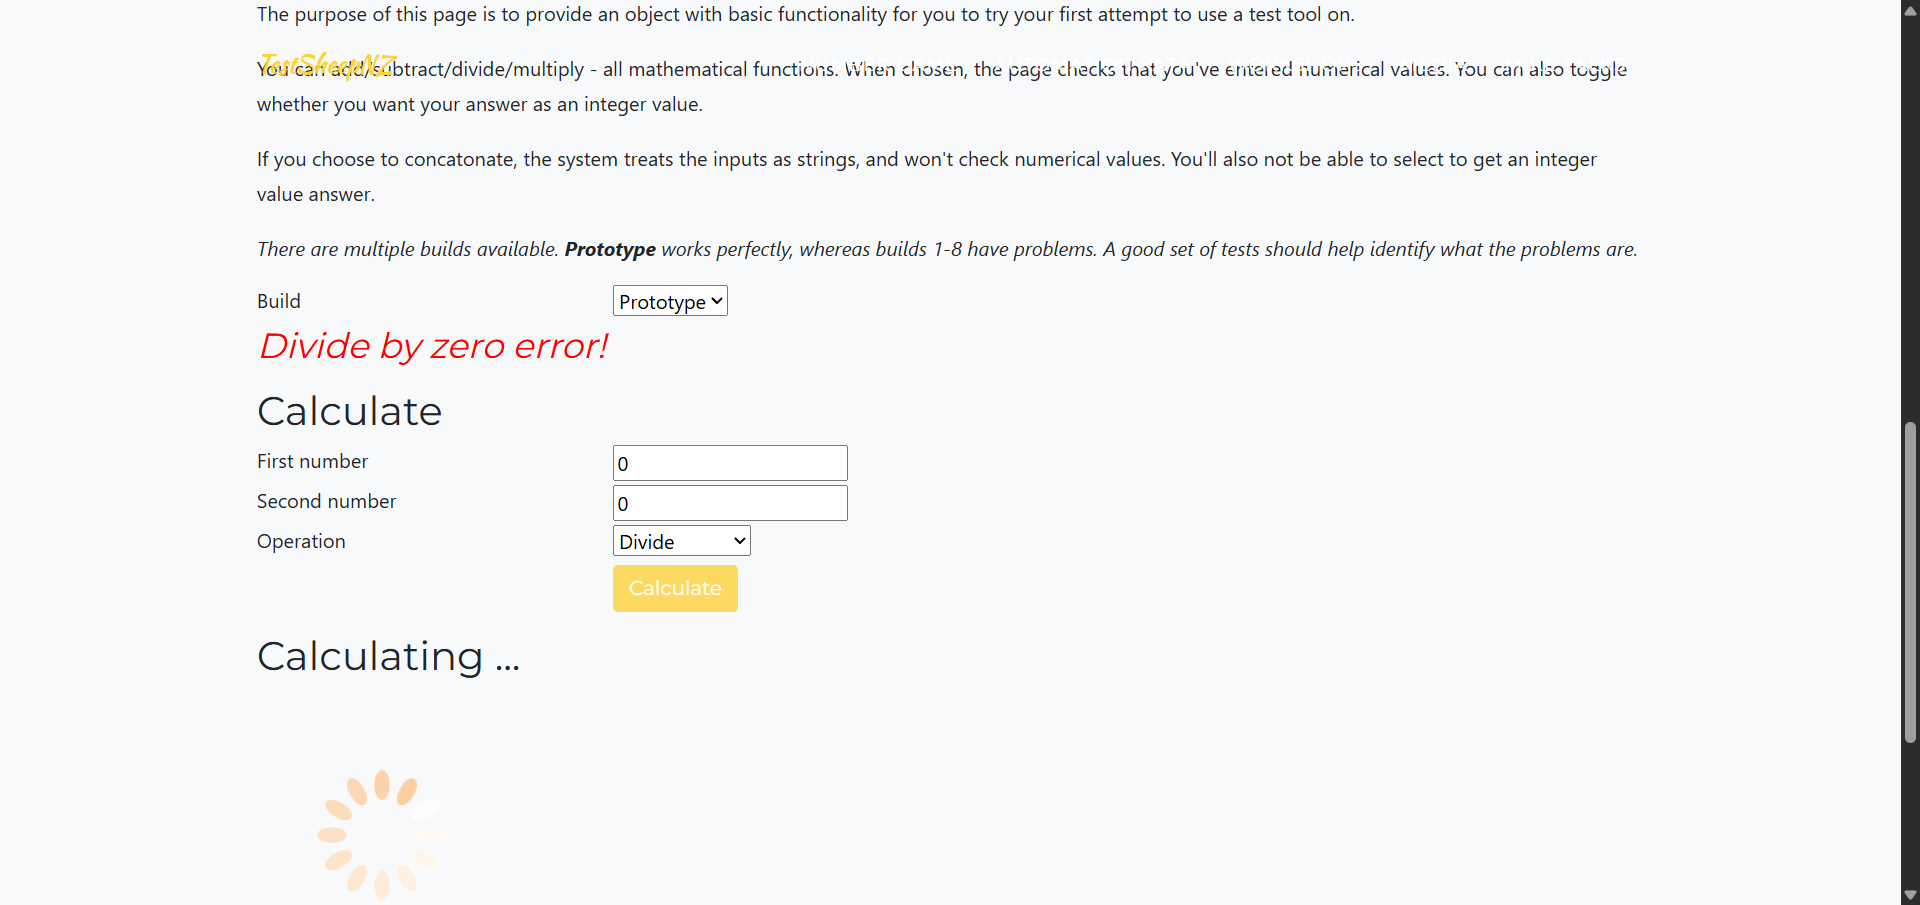 The purpose of this page is to provide an object with basic functionality for you to try your first attempt to use a test tool on.
TestSheepNZ
You can add/subtract/divide/multiply - all mathematical functions. When chosen, the page checks that you've entered numerical values. You can also toggle
whether you want your answer as an integer value.
If you choose to concatonate, the system treats the inputs as strings, and won't check numerical values. You'll also not be able to select to get an integer
value answer.
There are multiple builds available. Prototype works perfectly, whereas builds 1-8 have problems. A good set of tests should help identify what the problems are.
Build Prototype
Divide by zero error!
Calculate
First number 0
Second number 0
Operation Divide
Calculate
Calculating ...